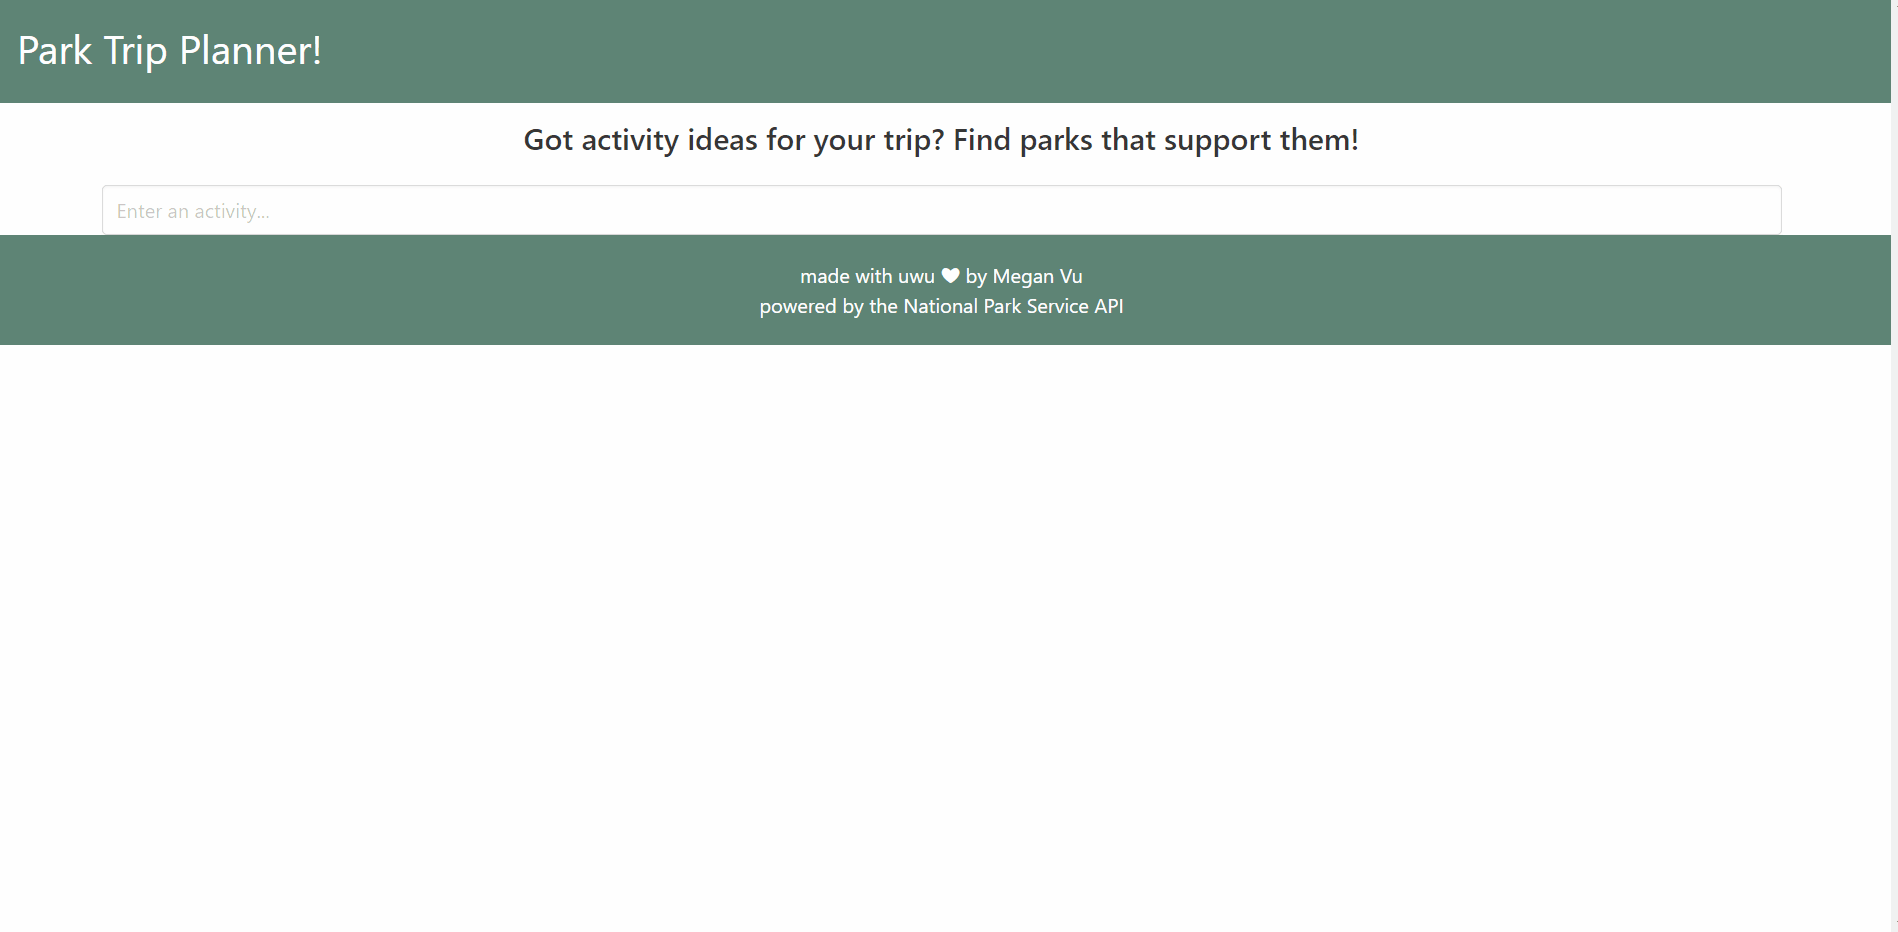 Park Trip Planner!
Got activity ideas for your trip? Find parks that support them!
Enter an activity...
made with uwu ♥ by Megan Vu
powered by the National Park Service API